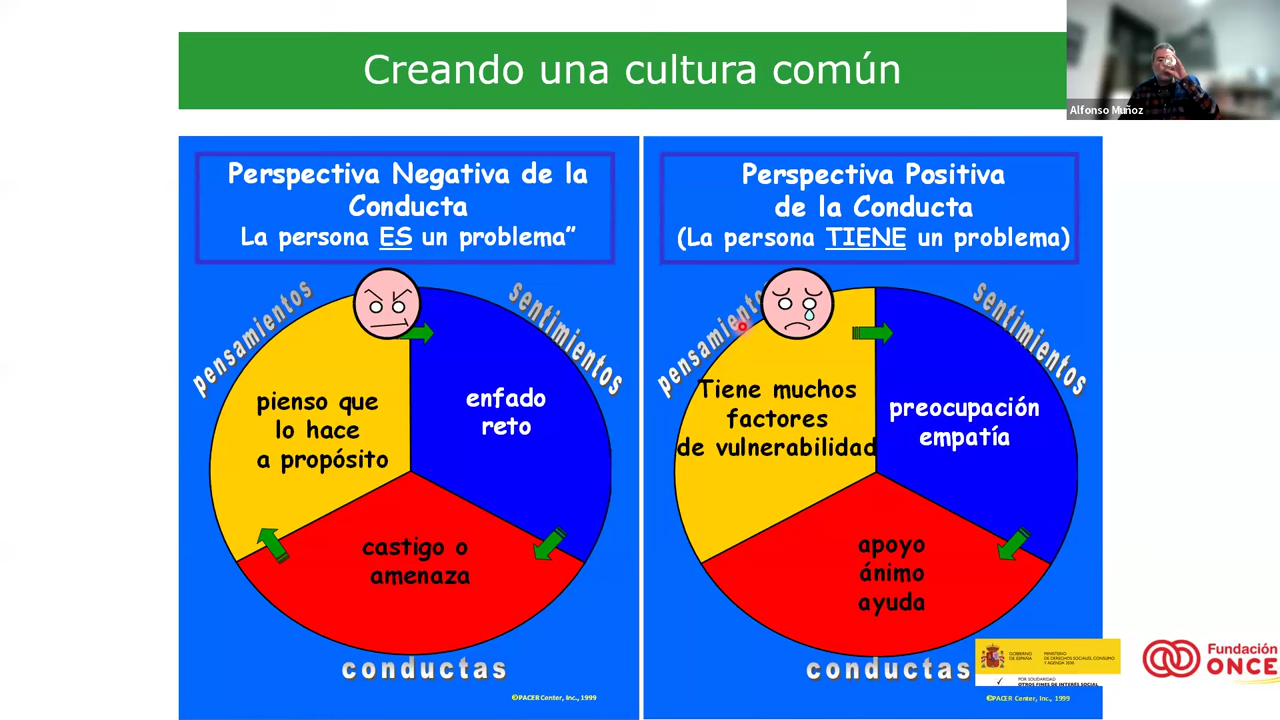 Creando una cultura común
Alfonso Muñoz
Perspectiva Negativa de la
Conducta
La persona ES un problema”
pensamientos
sentimientos
pienso que
lo hace
a propósito
enfado
reto
castigo o
amenaza
conductas
©PACER Center, Inc., 1999
Perspectiva Positiva
de la Conducta
(La persona TIENE un problema)
pensamiento
sentimientos
Tiene muchos
factores
de vulnerabilidad
preocupación
empatía
apoyo
ánimo
ayuda
conductas
©PACER Center, Inc., 1999
GOBIERNO
DE ESPAÑA
MINISTERIO
DE DERECHOS SOCIALES, CONSUMO
Y AGENDA 2030
POR SOLIDARIDAD
OTROS FINES DE INTERÉS SOCIAL
Fundación
ONCE